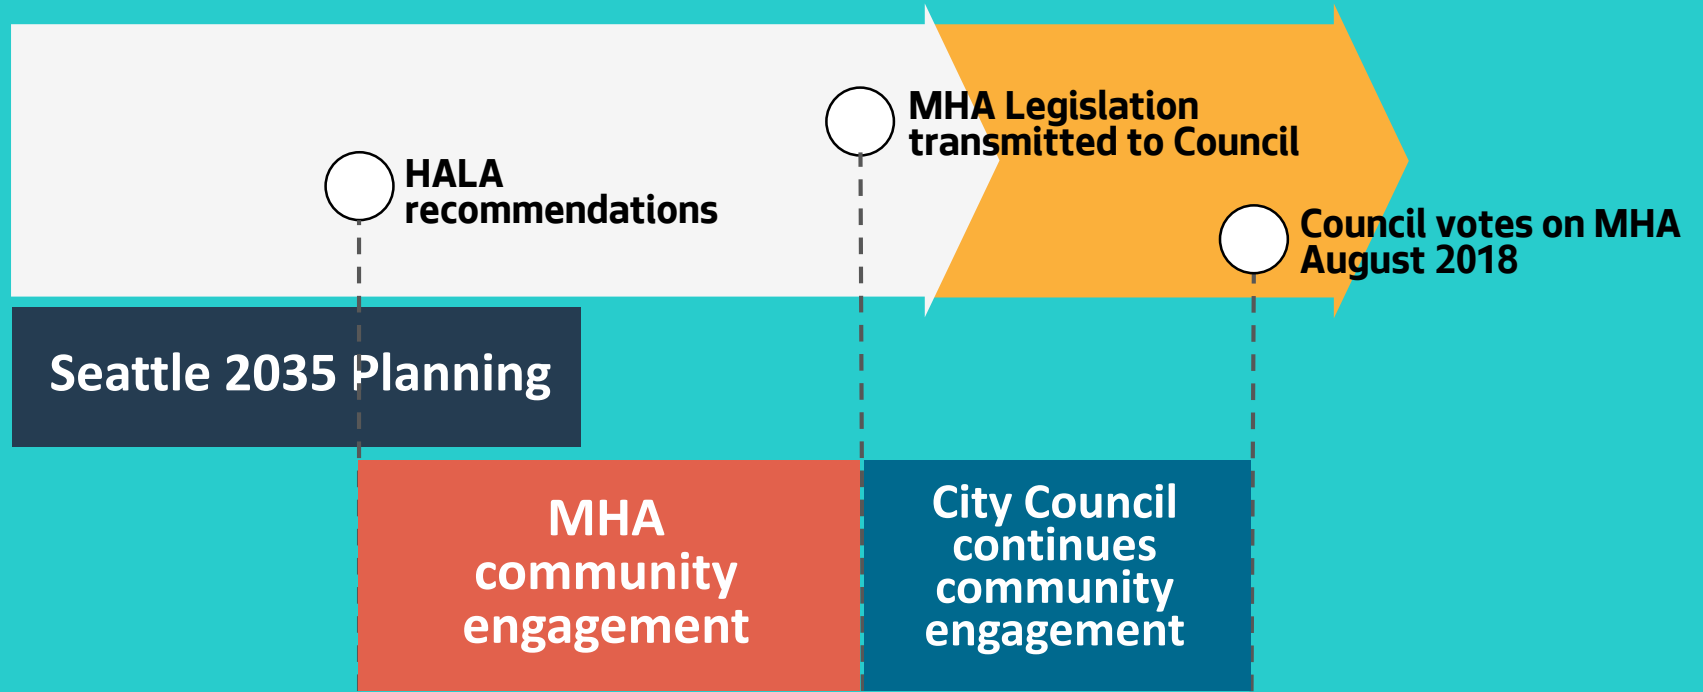 MHA Legislation
transmitted to Council
HALA
recommendations
Council votes on MHA
August 2018
Seattle 2035 Planning
MHA
community
engagement
City Council
continues
community
engagement